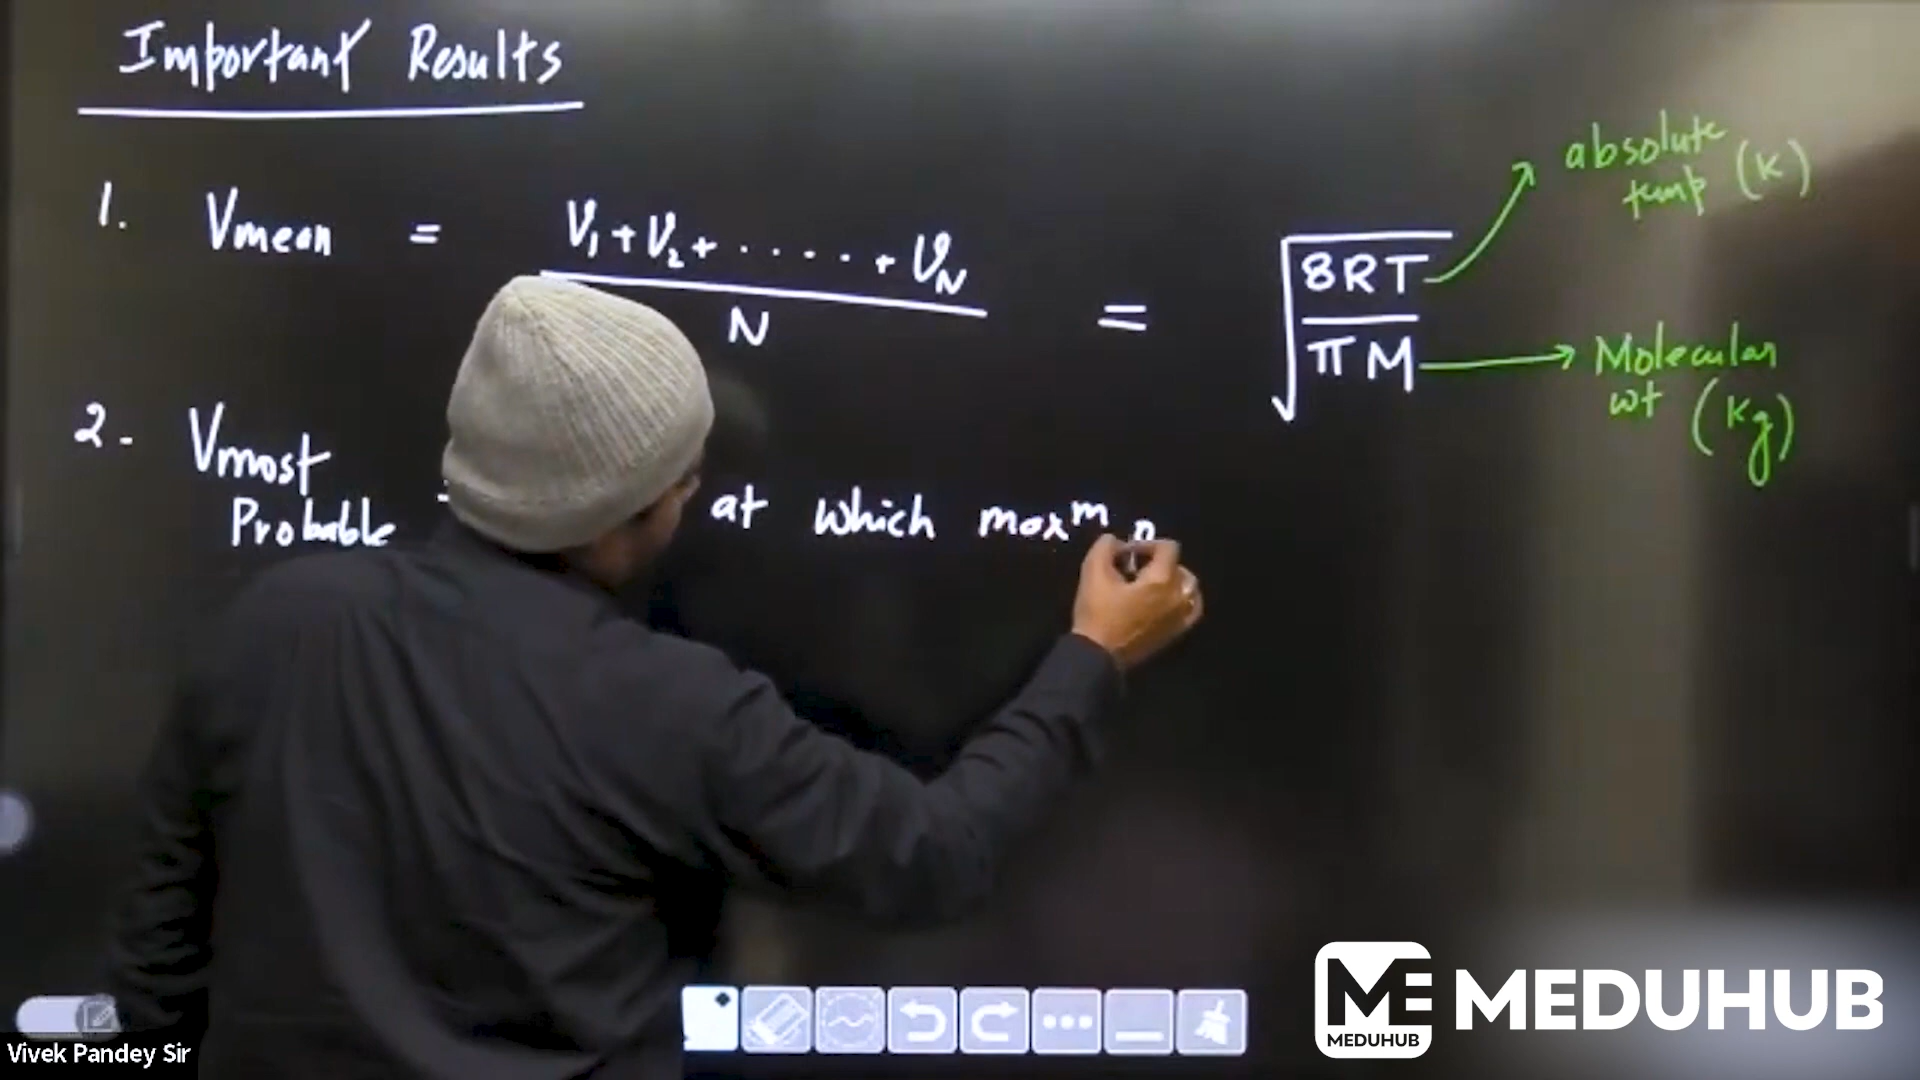 Important Results
1. Vmean = V₁ + V₂ + ..... + VN / N = √ 8RT / πM
absolute
temp (K)
Molecular
wt (Kg)
2. Vmost
Probable
at which maxᵐ
Vivek Pandey Sir
ME
MEDUHUB
MEDUHUB